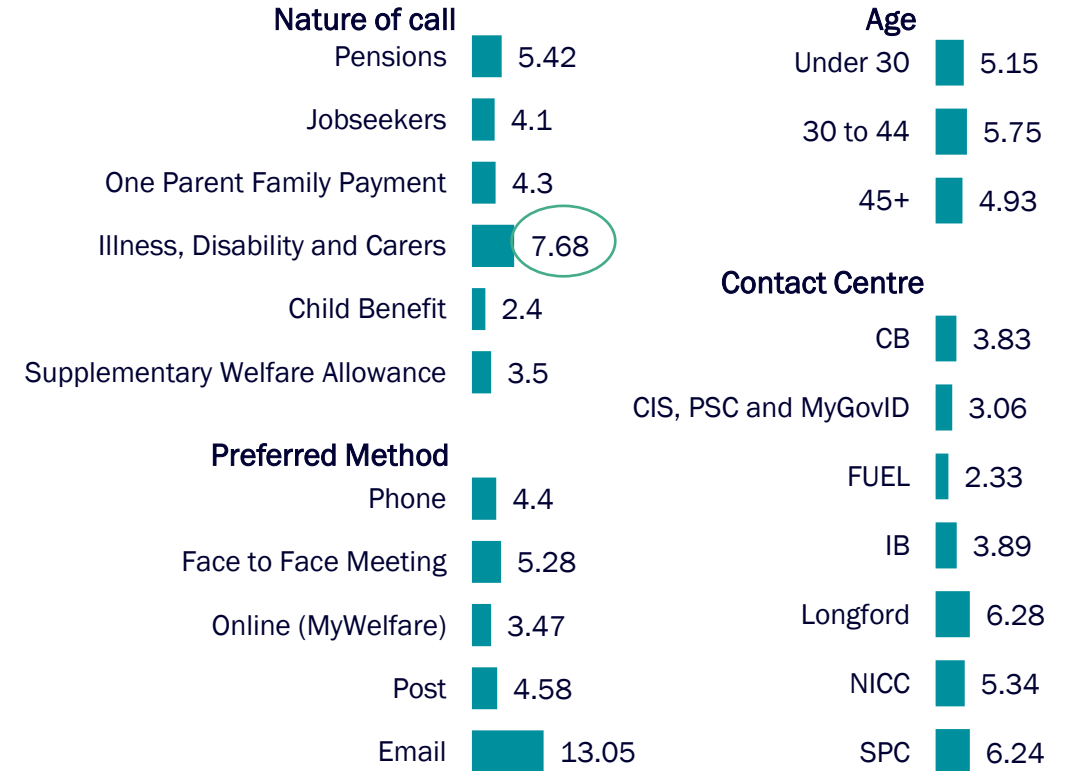 Nature of call
Pensions 5.42
Jobseekers 4.1
One Parent Family Payment 4.3
Illness, Disability and Carers 7.68
Child Benefit 2.4
Supplementary Welfare Allowance 3.5
Preferred Method
Phone 4.4
Face to Face Meeting 5.28
Online (MyWelfare) 3.47
Post 4.58
Email 13.05
Age
Under 30 5.15
30 to 44 5.75
45+ 4.93
Contact Centre
CB 3.83
CIS, PSC and MyGovID 3.06
FUEL 2.33
IB 3.89
Longford 6.28
NICC 5.34
SPC 6.24